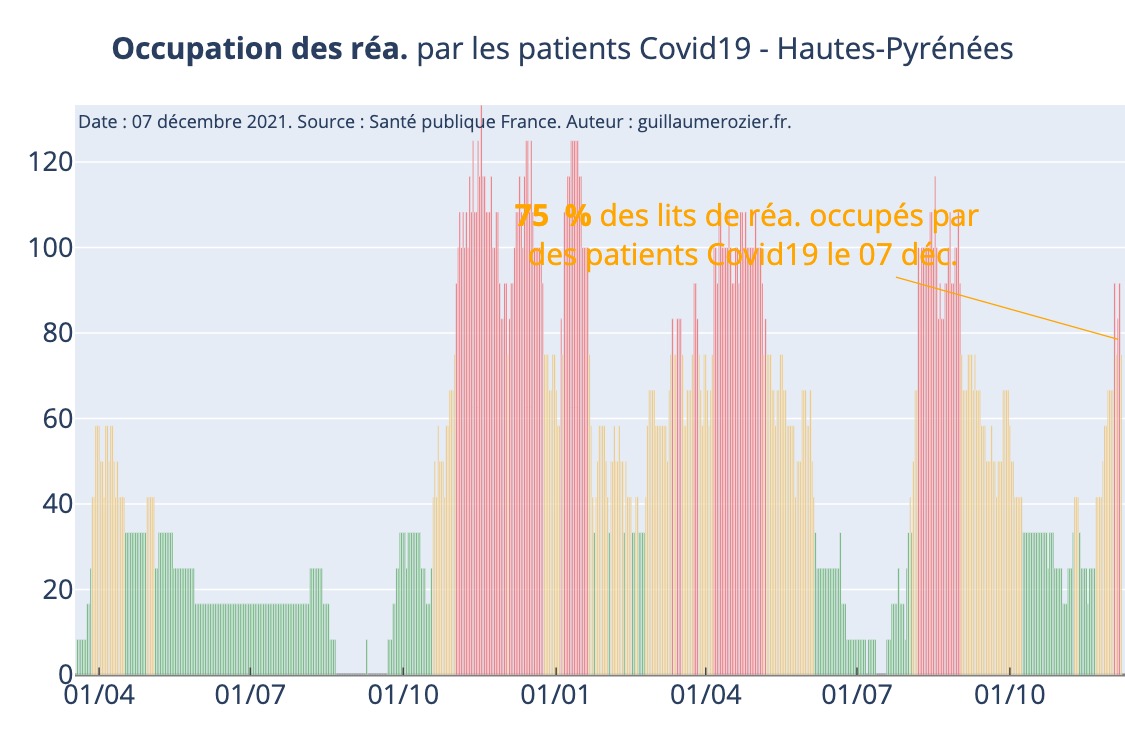 Occupation des réa. par les patients Covid19 - Hautes-Pyrénées
Date : 07 décembre 2021. Source : Santé publique France. Auteur : guillaumerozier.fr.
120
75 % des lits de réa. occupés par
100
des patients Covid19 le 07 déc.
80
60
40
20
0
01/04 01/07 01/10 01/01 01/04 01/07 01/10